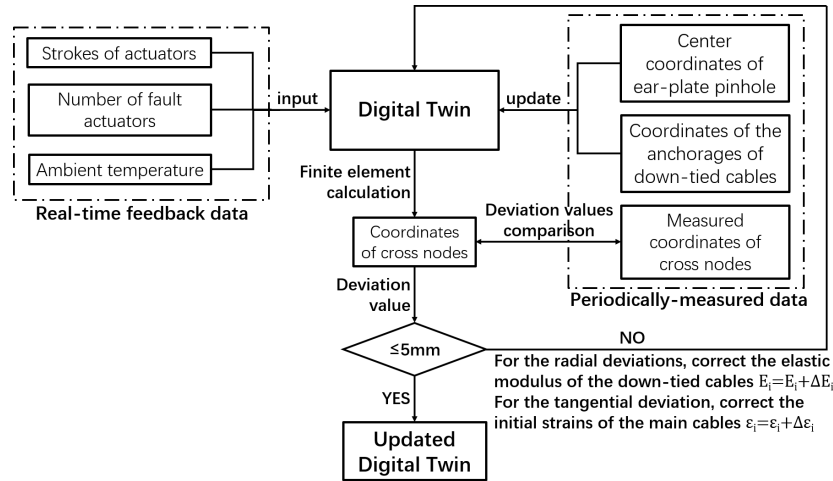 Strokes of actuators
Number of fault
actuators
Ambient temperature
Real-time feedback data
input
Digital Twin
update
Center
coordinates of
ear-plate pinhole
Coordinates of the
anchorages of
down-tied cables
Finite element
calculation
Coordinates
of cross nodes
Deviation values
comparison
Measured
coordinates of
cross nodes
Periodically-measured data
Deviation
value
≤5mm
NO
For the radial deviations, correct the elastic
modulus of the down-tied cables Eᵢ=Eᵢ+ΔEᵢ
For the tangential deviation, correct the
initial strains of the main cables εᵢ=εᵢ+Δεᵢ
YES
Updated
Digital Twin